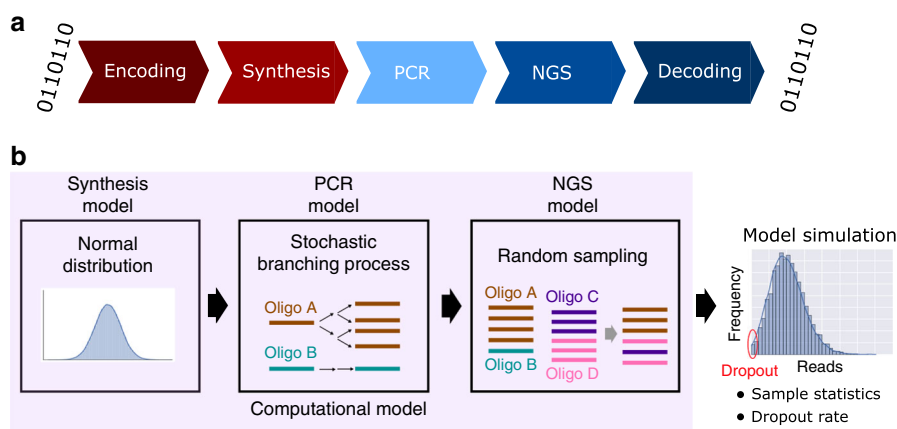 a
0110110
Encoding
Synthesis
PCR
NGS
Decoding
0110110
b
Synthesis
model
PCR
model
NGS
model
Normal
distribution
Stochastic
branching process
Oligo A
Oligo B
Random sampling
Oligo A
Oligo C
Oligo B
Oligo D
Computational model
Model simulation
Frequency
Dropout
Reads
• Sample statistics
• Dropout rate